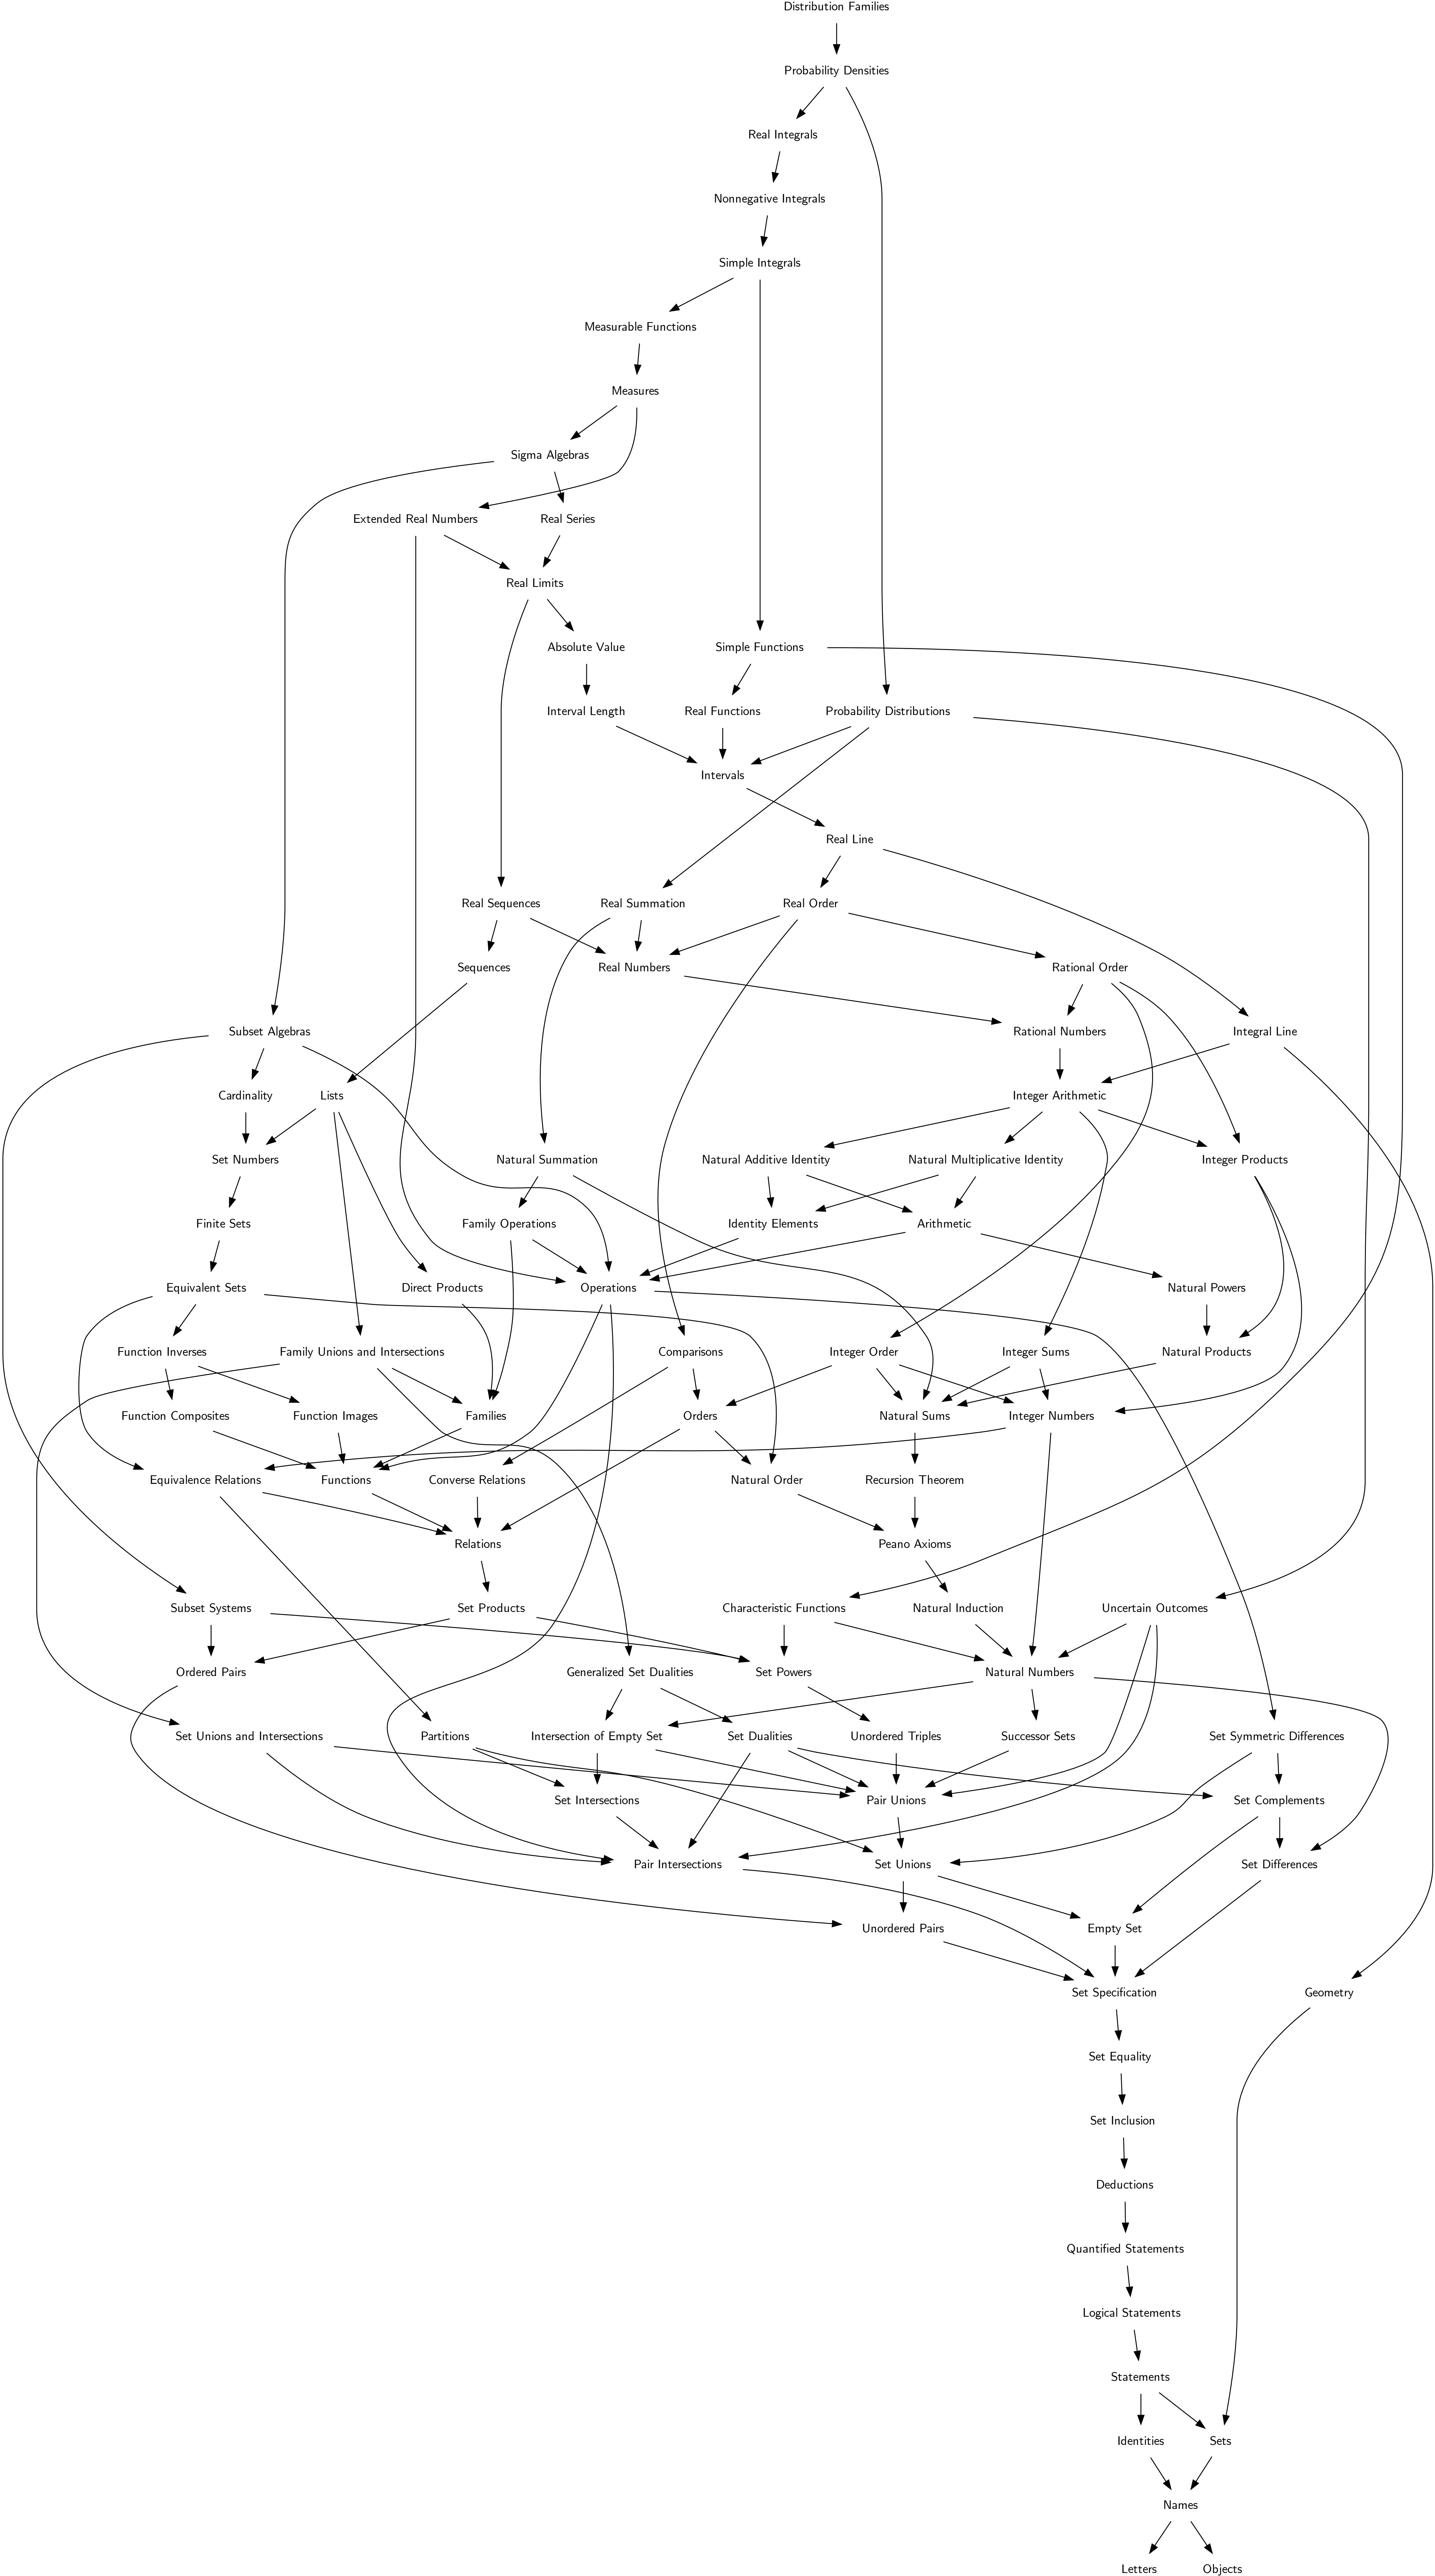 Distribution Families
Probability Densities
Real Integrals
Nonnegative Integrals
Simple Integrals
Measurable Functions
Measures
Sigma Algebras
Extended Real Numbers
Real Series
Real Limits
Absolute Value
Simple Functions
Interval Length
Real Functions
Probability Distributions
Intervals
Real Line
Real Sequences
Real Summation
Real Order
Sequences
Real Numbers
Rational Order
Subset Algebras
Rational Numbers
Integral Line
Cardinality
Lists
Integer Arithmetic
Set Numbers
Natural Summation
Natural Additive Identity
Natural Multiplicative Identity
Integer Products
Finite Sets
Family Operations
Identity Elements
Arithmetic
Equivalent Sets
Direct Products
Operations
Natural Powers
Function Inverses
Family Unions and Intersections
Comparisons
Integer Order
Integer Sums
Natural Products
Function Composites
Function Images
Families
Orders
Natural Sums
Integer Numbers
Equivalence Relations
Functions
Converse Relations
Natural Order
Recursion Theorem
Relations
Peano Axioms
Subset Systems
Set Products
Characteristic Functions
Natural Induction
Uncertain Outcomes
Ordered Pairs
Generalized Set Dualities
Set Powers
Natural Numbers
Set Unions and Intersections
Partitions
Intersection of Empty Set
Set Dualities
Unordered Triples
Successor Sets
Set Symmetric Differences
Set Intersections
Pair Unions
Set Complements
Pair Intersections
Set Unions
Set Differences
Unordered Pairs
Empty Set
Set Specification
Geometry
Set Equality
Set Inclusion
Deductions
Quantified Statements
Logical Statements
Statements
Identities
Sets
Names
Letters
Objects